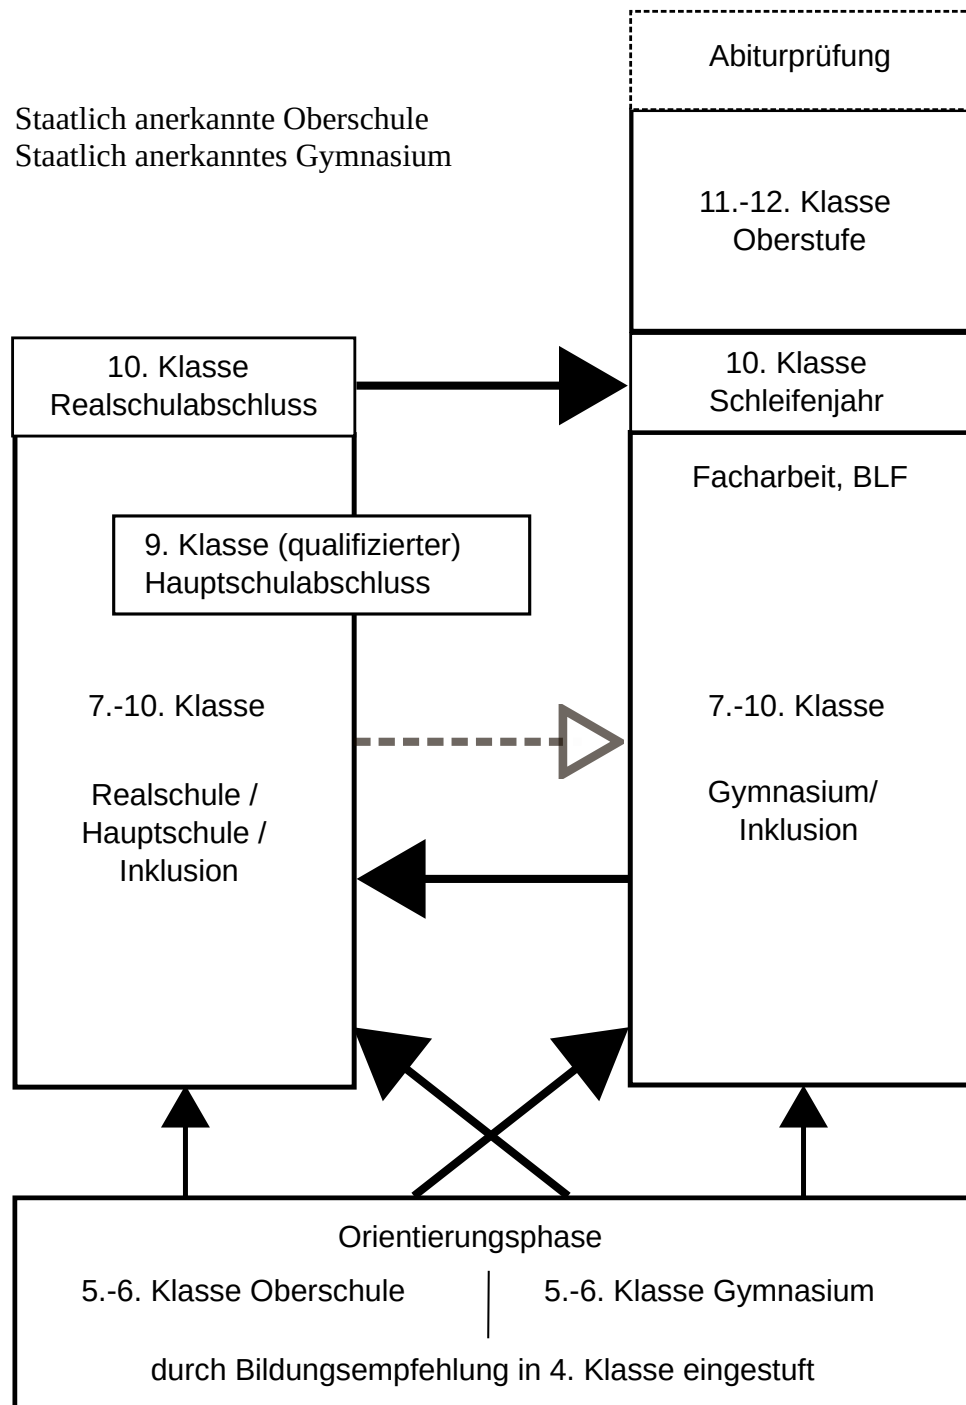 Abiturprüfung
Staatlich anerkannte Oberschule
Staatlich anerkanntes Gymnasium
11.-12. Klasse
Oberstufe
10. Klasse
Realschulabschluss
10. Klasse
Schleifenjahr
Facharbeit, BLF
9. Klasse (qualifizierter)
Hauptschulabschluss
7.-10. Klasse
Realschule /
Hauptschule /
Inklusion
7.-10. Klasse
Gymnasium/
Inklusion
Orientierungsphase
5.-6. Klasse Oberschule
5.-6. Klasse Gymnasium
durch Bildungsempfehlung in 4. Klasse eingestuft